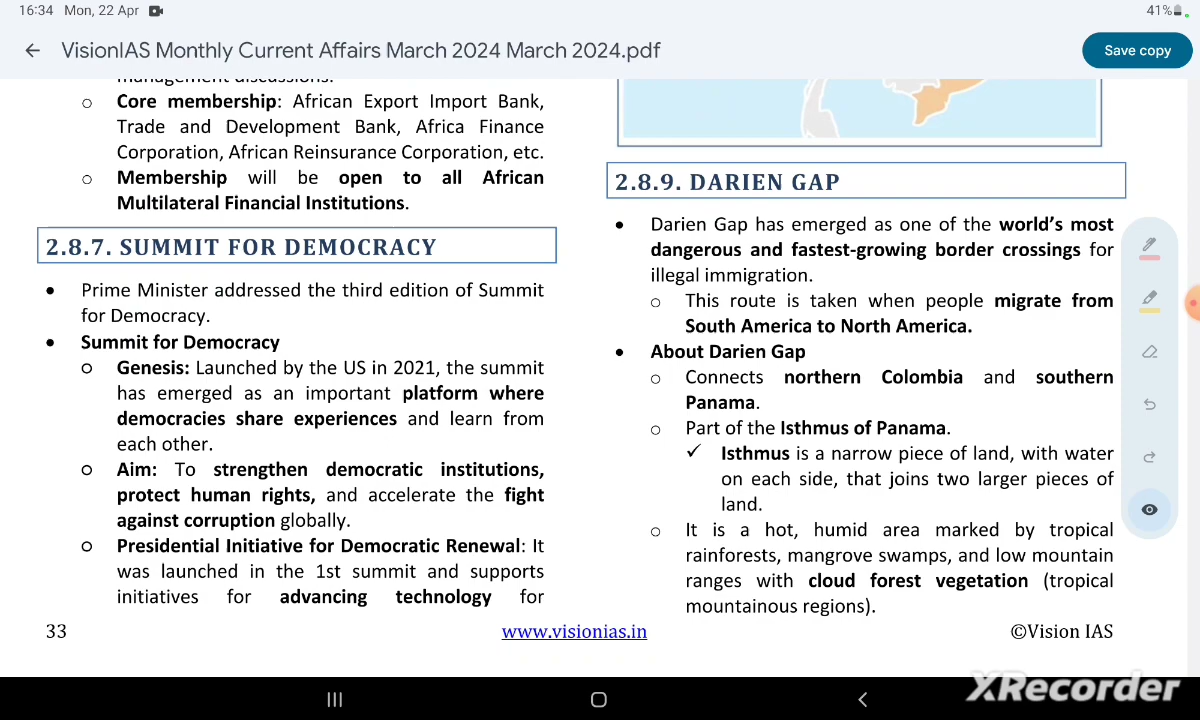 16:34 Mon, 22 Apr
41%
VisionIAS Monthly Current Affairs March 2024 March 2024.pdf
Save copy
management discussions.
o Core membership: African Export Import Bank,
Trade and Development Bank, Africa Finance
Corporation, African Reinsurance Corporation, etc.
o Membership will be open to all African
Multilateral Financial Institutions.
2.8.7. SUMMIT FOR DEMOCRACY
• Prime Minister addressed the third edition of Summit
for Democracy.
• Summit for Democracy
o Genesis: Launched by the US in 2021, the summit
has emerged as an important platform where
democracies share experiences and learn from
each other.
o Aim: To strengthen democratic institutions,
protect human rights, and accelerate the fight
against corruption globally.
o Presidential Initiative for Democratic Renewal: It
was launched in the 1st summit and supports
initiatives for advancing technology for
2.8.9. DARIEN GAP
• Darien Gap has emerged as one of the world's most
dangerous and fastest-growing border crossings for
illegal immigration.
o This route is taken when people migrate from
South America to North America.
• About Darien Gap
o Connects northern Colombia and southern
Panama.
o Part of the Isthmus of Panama.
✓ Isthmus is a narrow piece of land, with water
on each side, that joins two larger pieces of
land.
o It is a hot, humid area marked by tropical
rainforests, mangrove swamps, and low mountain
ranges with cloud forest vegetation (tropical
mountainous regions).
33
www.visionias.in
©Vision IAS
XRecorder